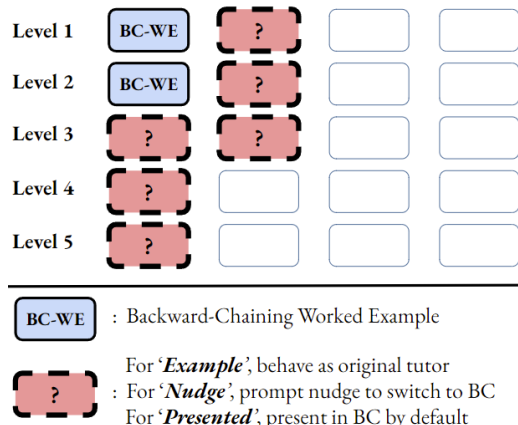 Level 1 BC-WE ?
Level 2 BC-WE ?
Level 3 ? ?
Level 4 ?
Level 5 ?
BC-WE : Backward-Chaining Worked Example
For ‘Example’, behave as original tutor
? : For ‘Nudge’, prompt nudge to switch to BC
For ‘Presented’, present in BC by default